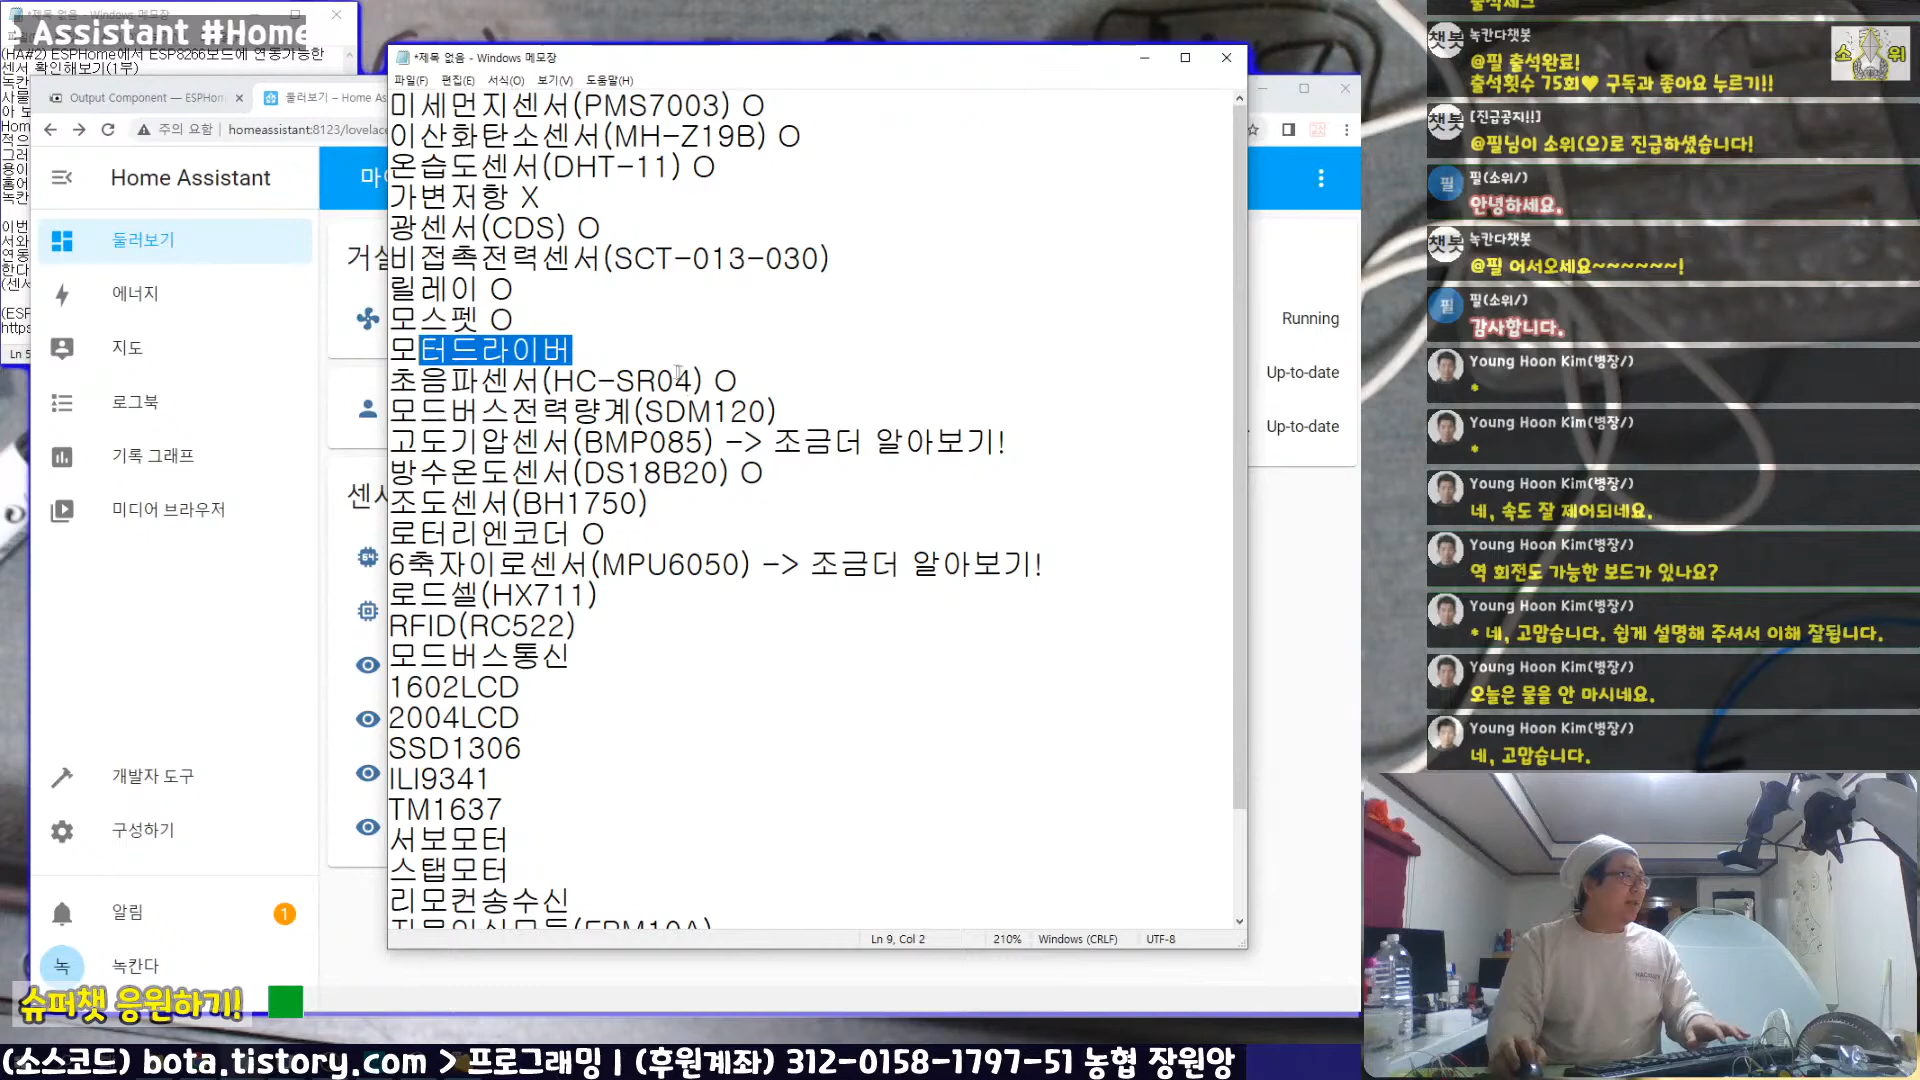 Assistant #Home
(HA#2) ESPHome에서 ESP8266보드에 연동가능한
센서 확인해보기(1부)
*제목 없음 - Windows 메모장
파일(F) 편집(E) 서식(O) 보기(V) 도움말(H)
미세먼지센서(PMS7003) O
이산화탄소센서(MH-Z19B) O
온습도센서(DHT-11) O
가변저항 X
광센서(CDS) O
비접촉전력센서(SCT-013-030)
릴레이 O
모스펫 O
모터드라이버
초음파센서(HC-SR04) O
모드버스전력량계(SDM120)
고도기압센서(BMP085) -> 조금더 알아보기!
방수온도센서(DS18B20) O
조도센서(BH1750)
로터리엔코더 O
6축자이로센서(MPU6050) -> 조금더 알아보기!
로드셀(HX711)
RFID(RC522)
모드버스통신
1602LCD
2004LCD
SSD1306
ILI9341
TM1637
서보모터
스탭모터
리모컨송수신
Ln 9, Col 2 210% Windows (CRLF) UTF-8
Output Component — ESPHom
둘러보기 – Home As
주의 요함 homeassistant:8123/lovelace
Home Assistant
둘러보기
에너지
지도
로그북
기록 그래프
미디어 브라우저
개발자 도구
구성하기
알림 1
녹 녹칸다
Running
Up-to-date
Up-to-date
출석체크
챗봇 녹칸다챗봇
@필 출석완료!
출석횟수 75회♥ 구독과 좋아요 누르기!!
챗봇 [진급공지!!]
@필님이 소위(으)로 진급하셨습니다!
필 필(소위/)
안녕하세요.
챗봇 녹칸다챗봇
@필 어서오세요~~~~~~!
필 필(소위/)
감사합니다.
Young Hoon Kim(병장/)
*
Young Hoon Kim(병장/)
*
Young Hoon Kim(병장/)
네, 속도 잘 제어되네요.
Young Hoon Kim(병장/)
역 회전도 가능한 보드가 있나요?
Young Hoon Kim(병장/)
* 네, 고맙습니다. 쉽게 설명해 주셔서 이해 잘됩니다.
Young Hoon Kim(병장/)
오늘은 물을 안 마시네요.
Young Hoon Kim(병장/)
네, 고맙습니다.
소 위
슈퍼챗 응원하기!
(소스코드) bota.tistory.com > 프로그래밍 | (후원계좌) 312-0158-1797-51 농협 장원앙